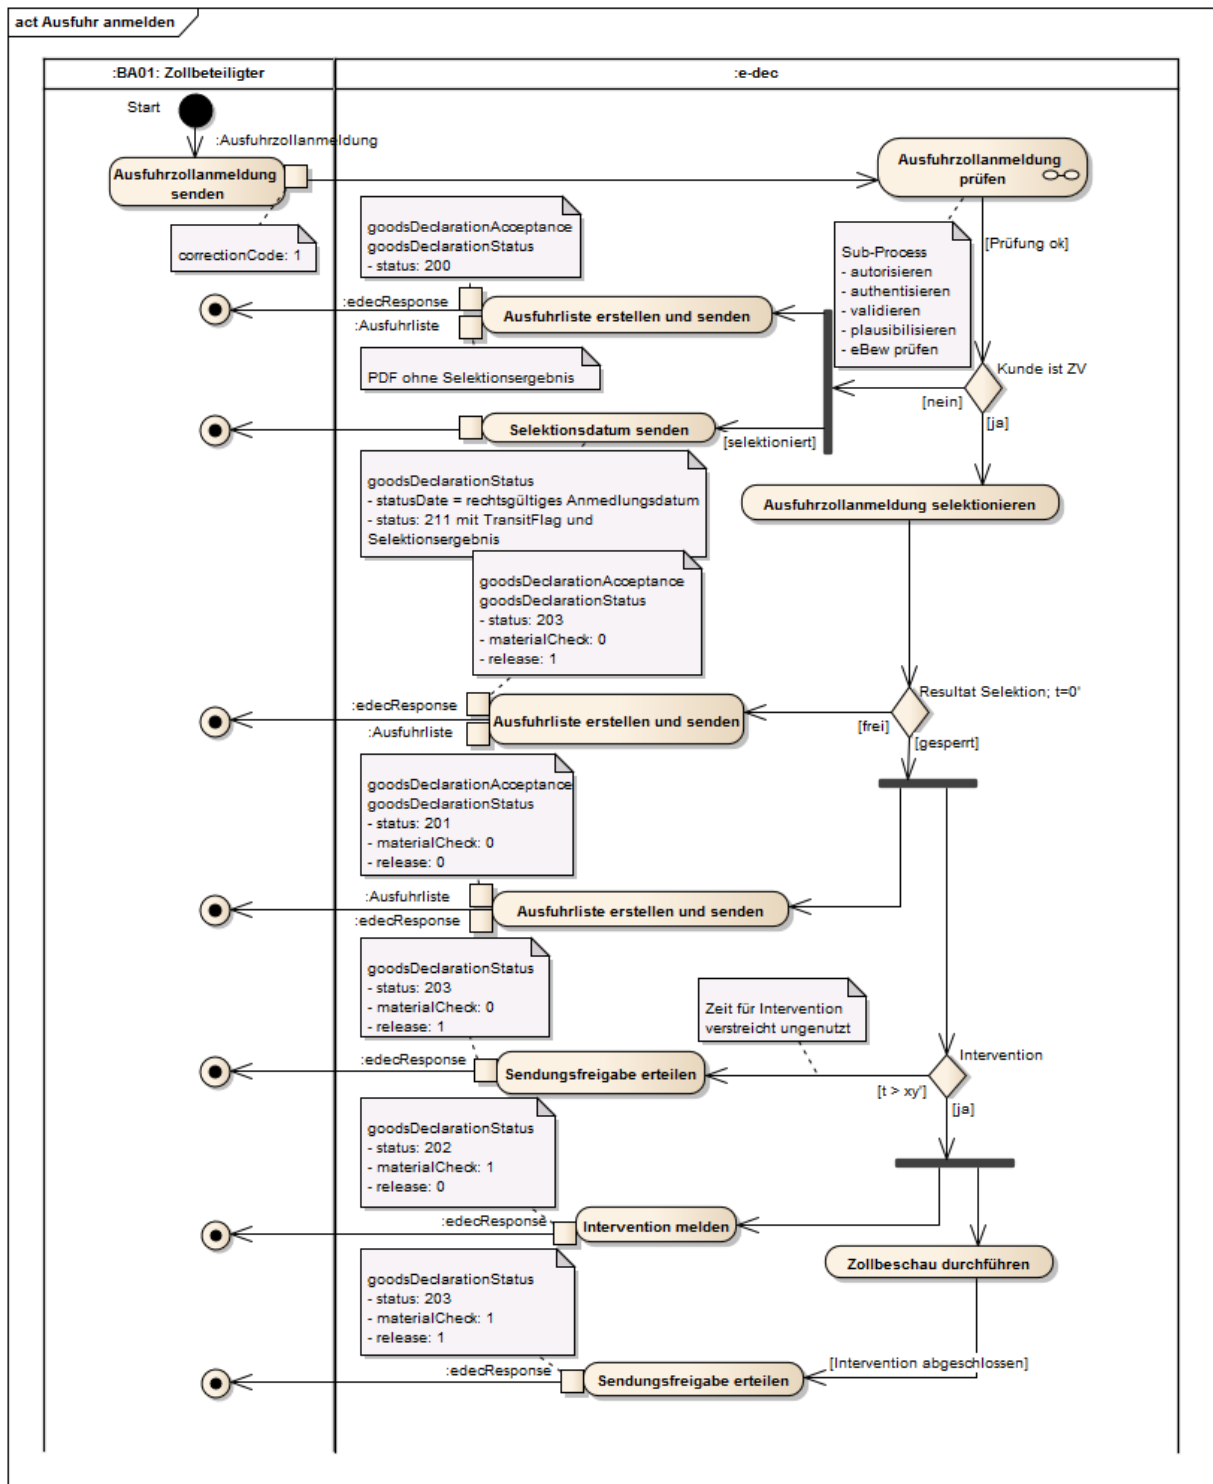 act Ausfuhr anmelden
:BA01: Zollbeteiligter
:e-dec
Start
:Ausfuhrzollanmeldung
Ausfuhrzollanmeldung
senden
Ausfuhrzollanmeldung
prüfen
correctionCode: 1
goodsDeclarationAcceptance
goodsDeclarationStatus
- status: 200
Sub-Process
- autorisieren
- authentisieren
- validieren
- plausibilisieren
- eBew prüfen
[Prüfung ok]
:edecResponse
:Ausfuhrliste
Ausfuhrliste erstellen und senden
PDF ohne Selektionsergebnis
Kunde ist ZV
[nein]
[ja]
Selektionsdatum senden
[selektioniert]
goodsDeclarationStatus
- statusDate = rechtsgültiges Anmedlungsdatum
- status: 211 mit TransitFlag und
Selektionsergebnis
Ausfuhrzollanmeldung selektionieren
goodsDeclarationAcceptance
goodsDeclarationStatus
- status: 203
- materialCheck: 0
- release: 1
:edecResponse
:Ausfuhrliste
Ausfuhrliste erstellen und senden
Resultat Selektion; t=0'
[frei]
[gesperrt]
goodsDeclarationAcceptance
goodsDeclarationStatus
- status: 201
- materialCheck: 0
- release: 0
:Ausfuhrliste
:edecResponse
Ausfuhrliste erstellen und senden
goodsDeclarationStatus
- status: 203
- materialCheck: 0
- release: 1
Zeit für Intervention
verstreicht ungenutzt
:edecResponse
Sendungsfreigabe erteilen
Intervention
[t > xy']
[ja]
goodsDeclarationStatus
- status: 202
- materialCheck: 1
- release: 0
:edecResponse
Intervention melden
Zollbeschau durchführen
goodsDeclarationStatus
- status: 203
- materialCheck: 1
- release: 1
:edecResponse
Sendungsfreigabe erteilen
[Intervention abgeschlossen]